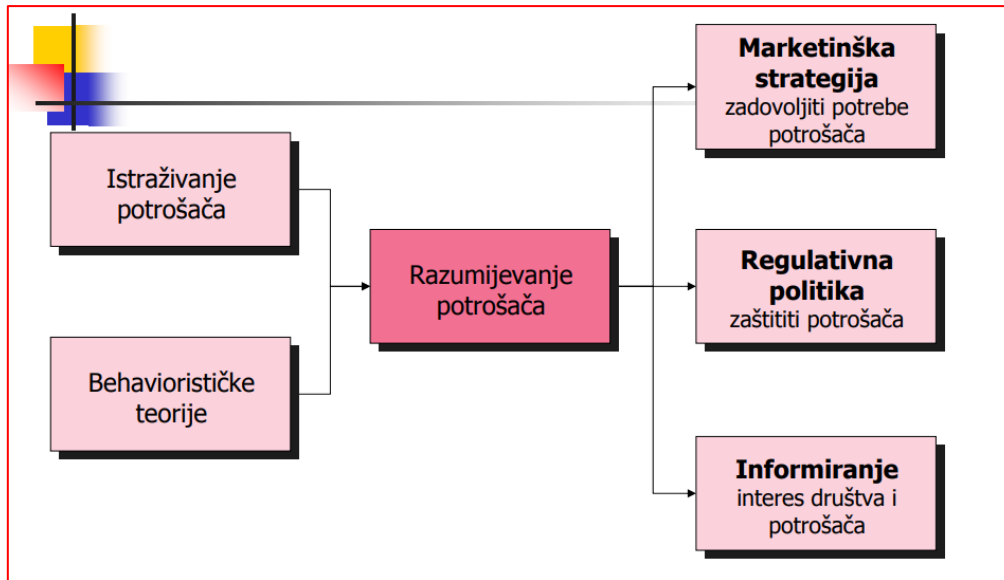 Istraživanje
potrošača
Behaviorističke
teorije
Razumijevanje
potrošača
Marketinška
strategija
zadovoljiti potrebe
potrošača
Regulativna
politika
zaštititi potrošača
Informiranje
interes društva i
potrošača